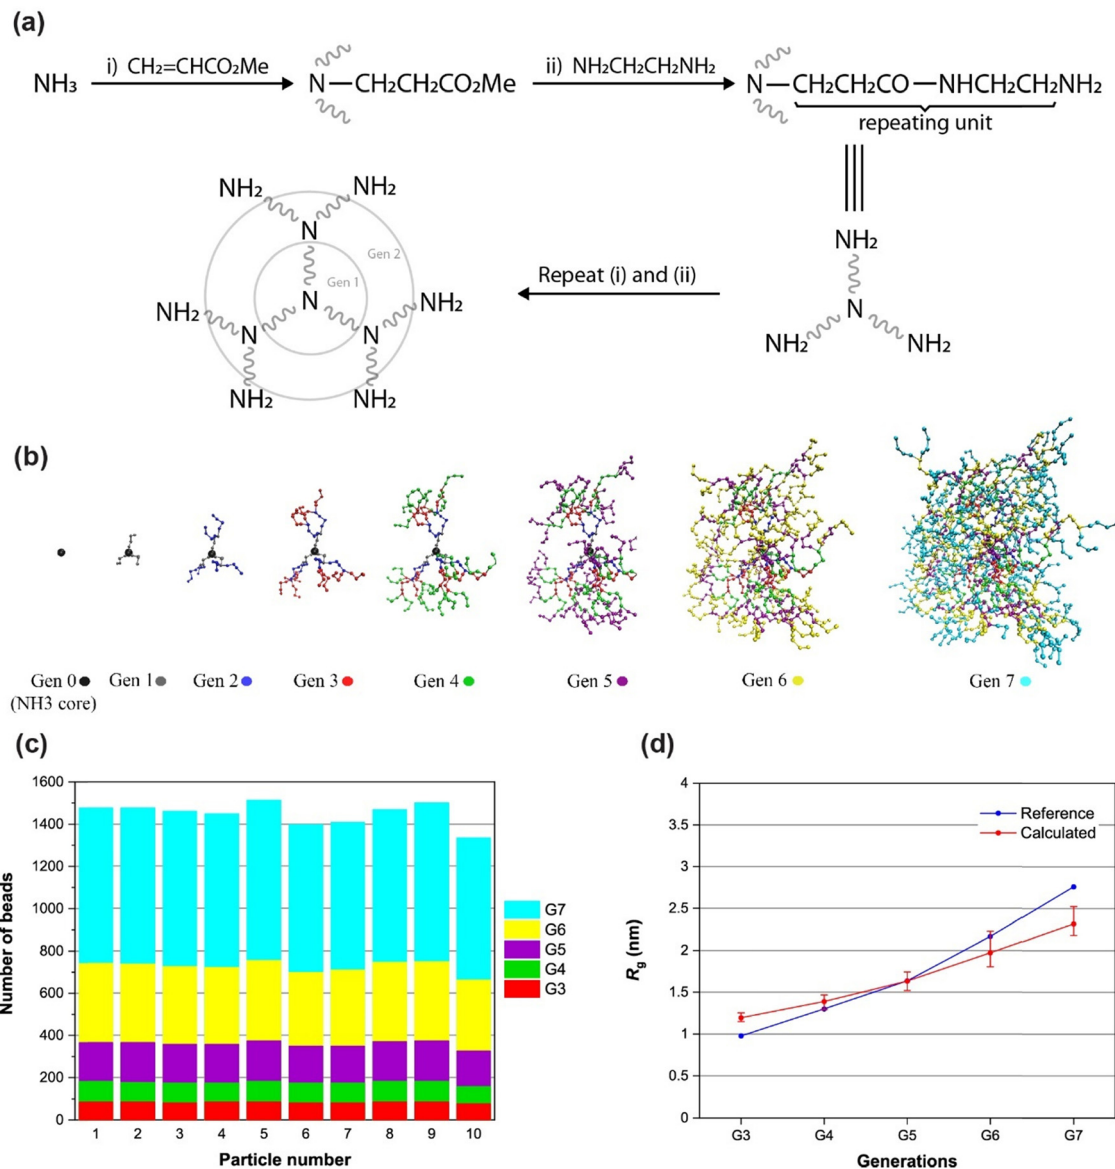 (a)
NH₃
i) CH₂=CHCO₂Me
N—CH₂CH₂CO₂Me
ii) NH₂CH₂CH₂NH₂
N—CH₂CH₂CO—NHCH₂CH₂NH₂
repeating unit
NH₂
N
NH₂
NH₂
Repeat (i) and (ii)
NH₂
NH₂
N
Gen 2
Gen 1
N
NH₂
NH₂
N
N
NH₂
NH₂
(b)
Gen 0
(NH3 core)
Gen 1
Gen 2
Gen 3
Gen 4
Gen 5
Gen 6
Gen 7
(c)
Number of beads
1600
1400
1200
1000
800
600
400
200
0
1 2 3 4 5 6 7 8 9 10
Particle number
G7
G6
G5
G4
G3
(d)
Rg (nm)
4
3.5
3
2.5
2
1.5
1
0.5
0
Reference
Calculated
G3 G4 G5 G6 G7
Generations